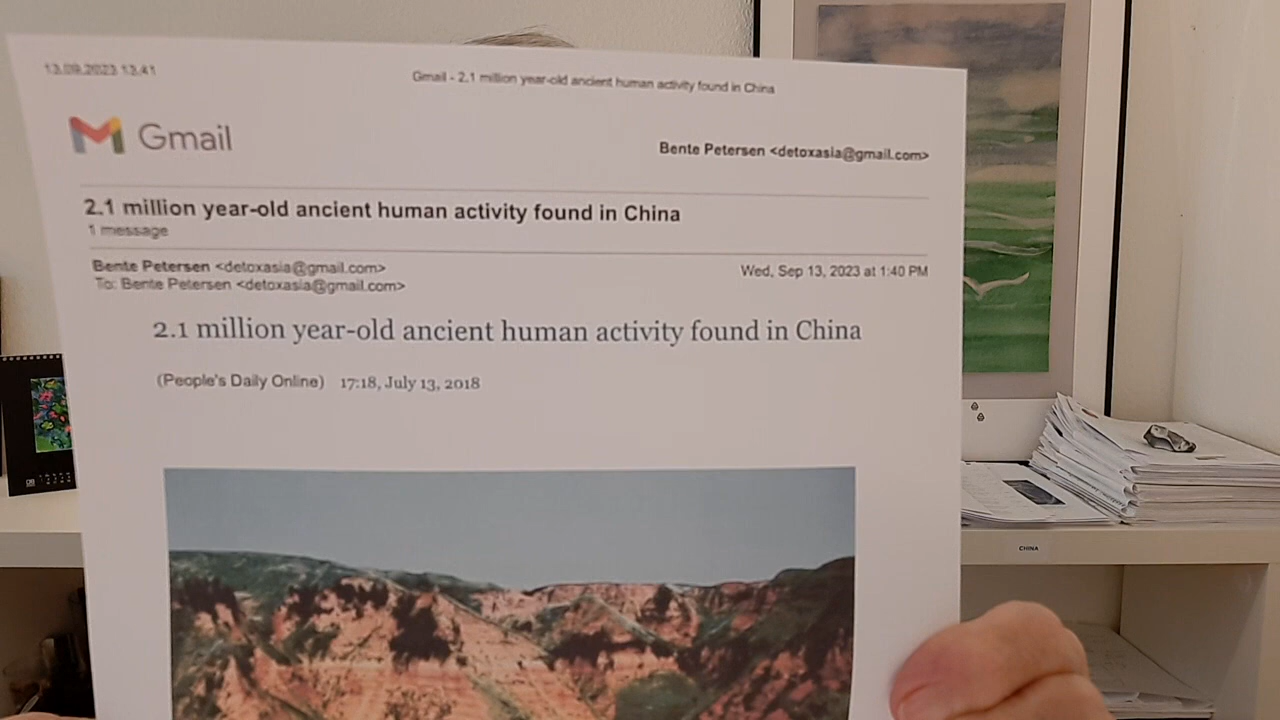 13.09.2023 13.41
Gmail - 2.1 million year-old ancient human activity found in China
Gmail
Bente Petersen <detoxasia@gmail.com>
2.1 million year-old ancient human activity found in China
1 message
Bente Petersen <detoxasia@gmail.com>
Wed, Sep 13, 2023 at 1:40 PM
To: Bente Petersen <detoxasia@gmail.com>
2.1 million year-old ancient human activity found in China
(People's Daily Online) 17:18, July 13, 2018
CHINA